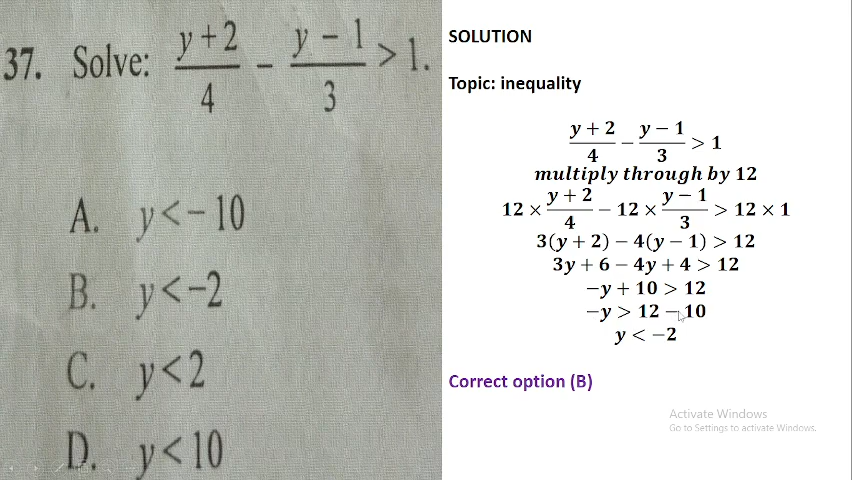 37. Solve: y + 2 / 4 − y − 1 / 3 > 1.
A. y < − 10
B. y < −2
C. y < 2
D. y < 10
SOLUTION
Topic: inequality
y + 2 / 4 − y − 1 / 3 > 1
multiply through by 12
12 × y + 2 / 4 − 12 × y − 1 / 3 > 12 × 1
3(y + 2) − 4(y − 1) > 12
3y + 6 − 4y + 4 > 12
−y + 10 > 12
−y > 12 − 10
y < −2
Correct option (B)
Activate Windows
Go to Settings to activate Windows.